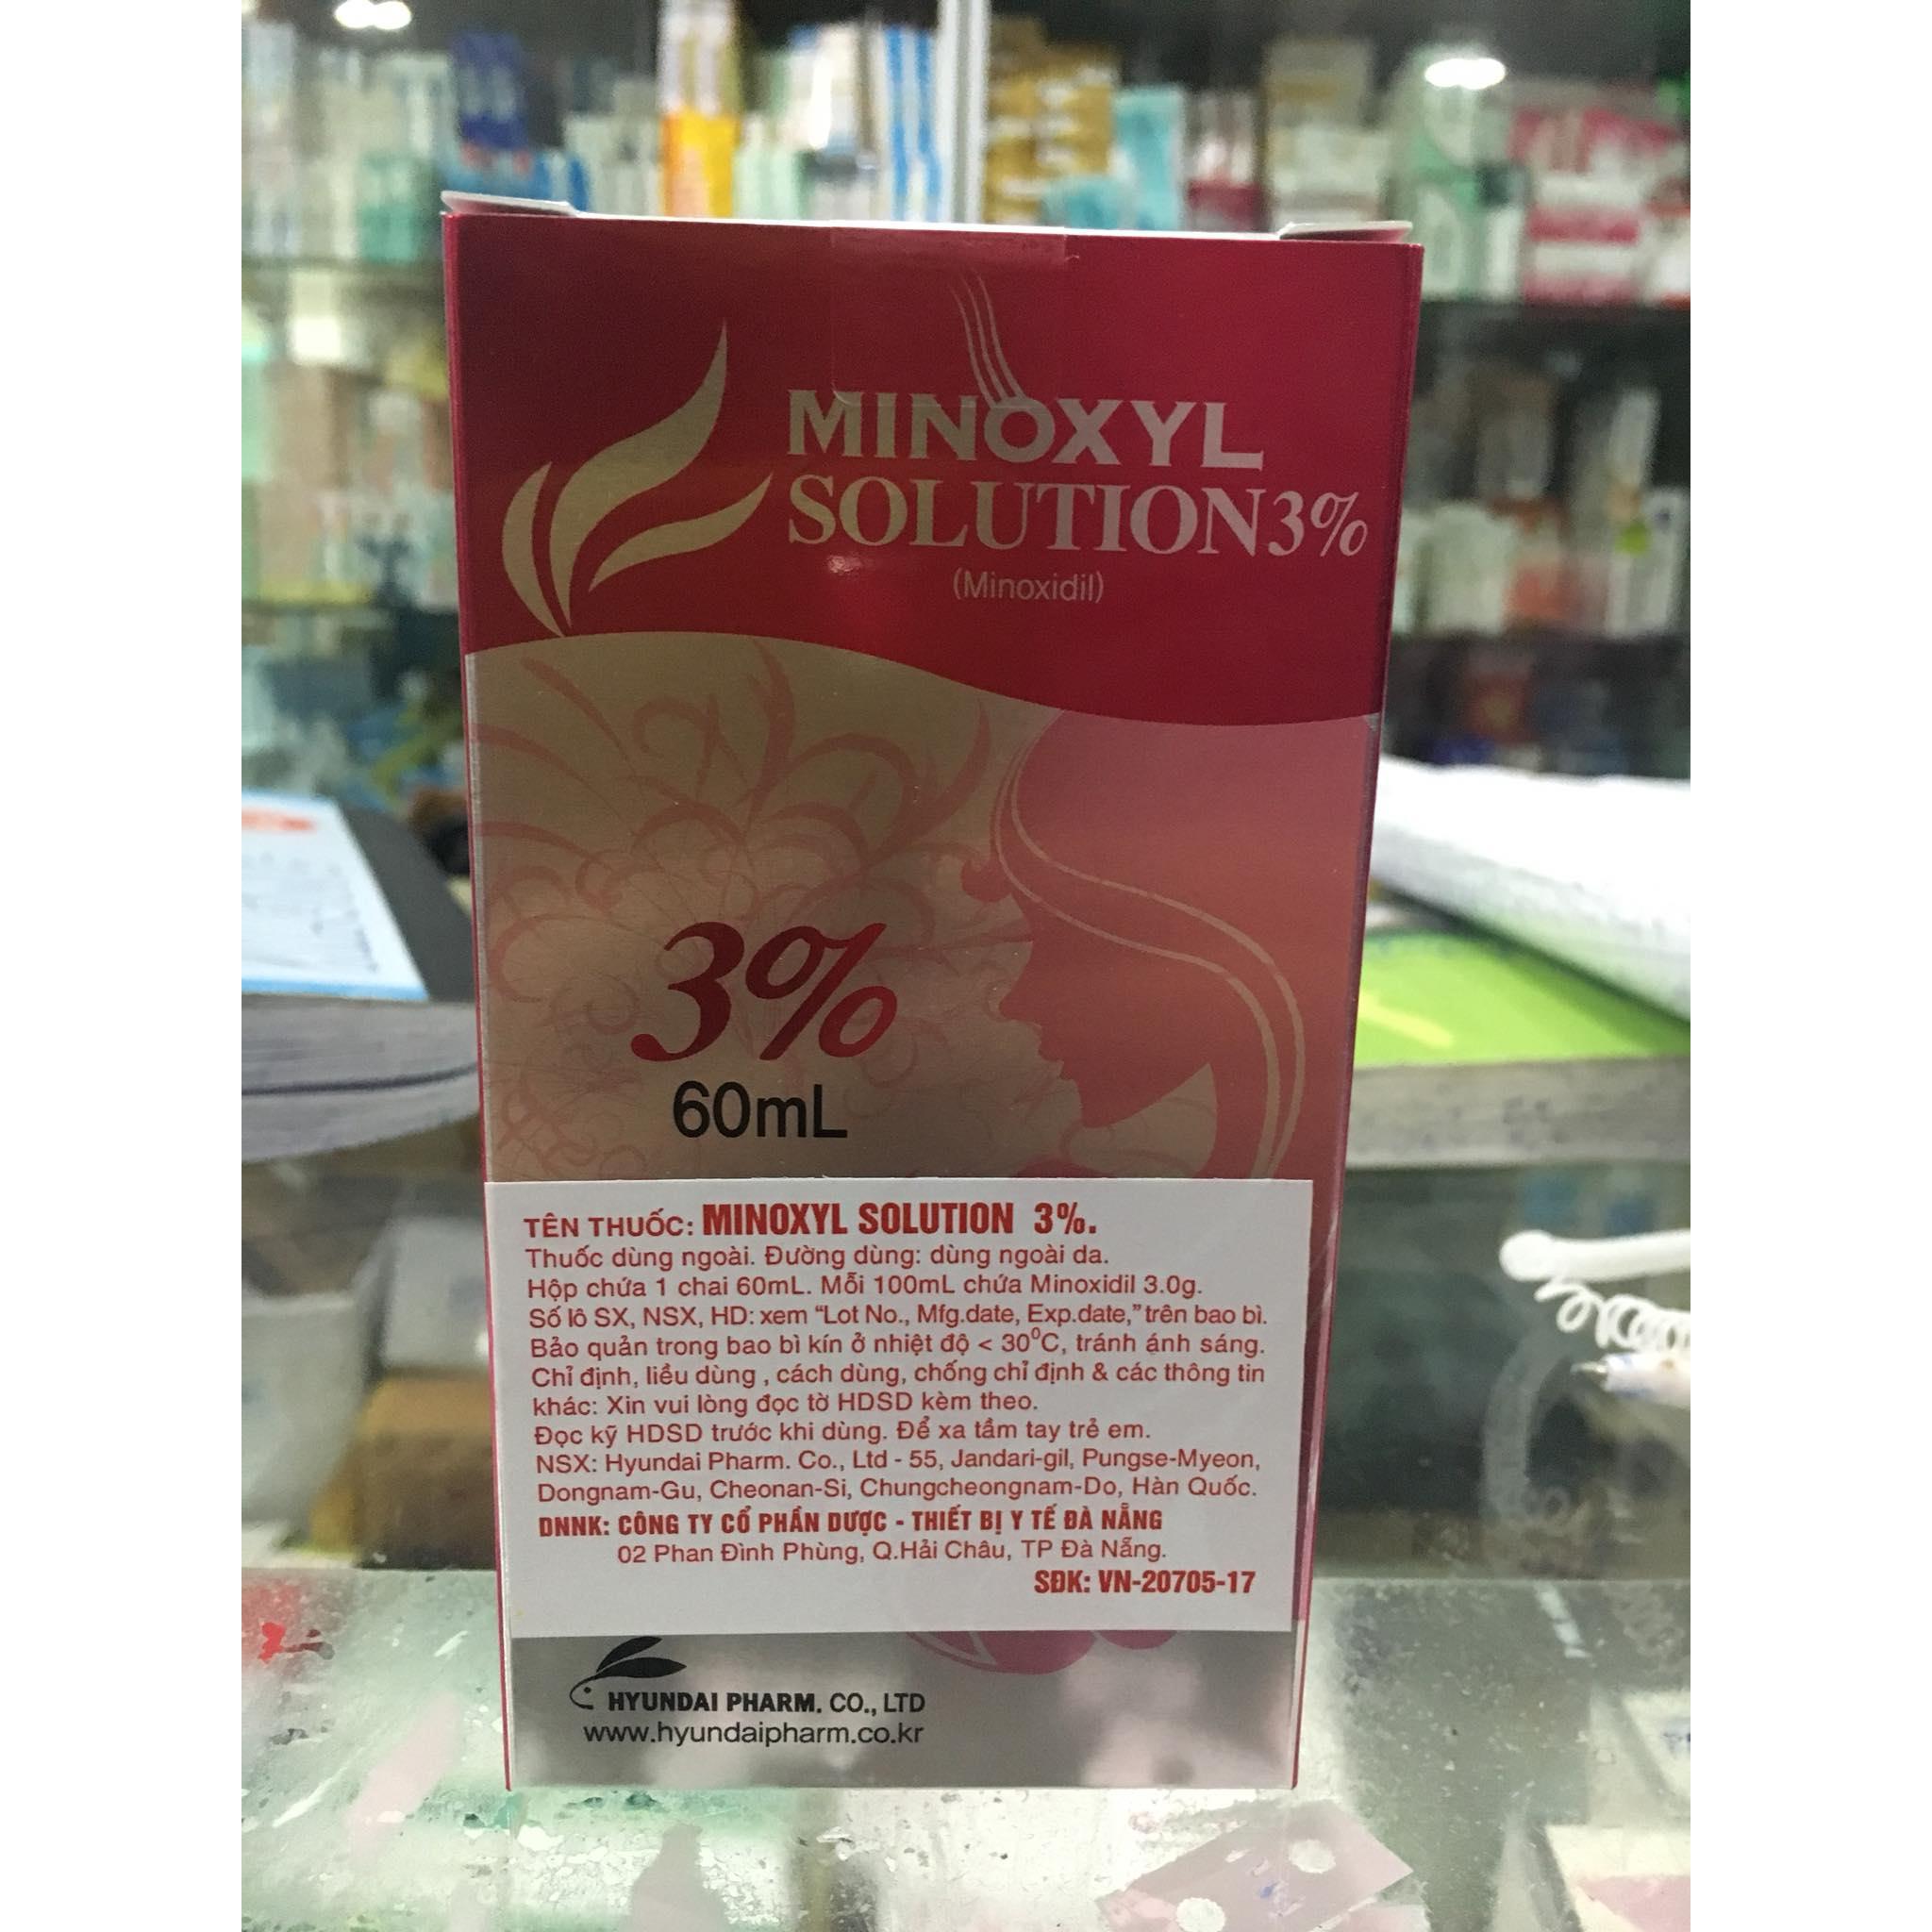 MINOXYL
SOLUTION 3%
(Minoxidil)
3%
60mL
TÊN THUỐC: MINOXYL SOLUTION 3%.
Thuốc dùng ngoài. Đường dùng: dùng ngoài da.
Hộp chứa 1 chai 60mL. Mỗi 100mL chứa Minoxidil 3.0g.
Số lô SX, NSX, HD: xem “Lot No., Mfg.date, Exp.date,” trên bao bì.
Bảo quản trong bao bì kín ở nhiệt độ < 30⁰C, tránh ánh sáng.
Chỉ định, liều dùng , cách dùng, chống chỉ định & các thông tin
khác: Xin vui lòng đọc tờ HDSD kèm theo.
Đọc kỹ HDSD trước khi dùng. Để xa tầm tay trẻ em.
NSX: Hyundai Pharm. Co., Ltd - 55, Jandari-gil, Pungse-Myeon,
Dongnam-Gu, Cheonan-Si, Chungcheongnam-Do, Hàn Quốc.
DNNK: CÔNG TY CỔ PHẦN DƯỢC - THIẾT BỊ Y TẾ ĐÀ NẴNG
02 Phan Đình Phùng, Q.Hải Châu, TP Đà Nẵng.
SĐK: VN-20705-17
HYUNDAI PHARM. CO., LTD
www.hyundaipharm.co.kr